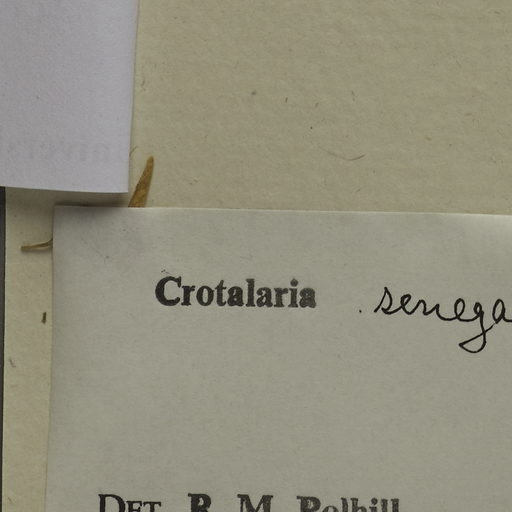 Crotalaria senega
DET. R. M. Polhill